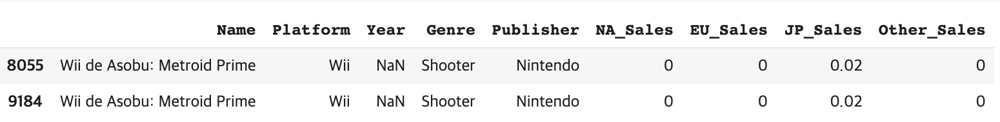 Name Platform Year Genre Publisher NA_Sales EU_Sales JP_Sales Other_Sales
8055 Wii de Asobu: Metroid Prime Wii NaN Shooter Nintendo 0 0 0.02 0
9184 Wii de Asobu: Metroid Prime Wii NaN Shooter Nintendo 0 0 0.02 0